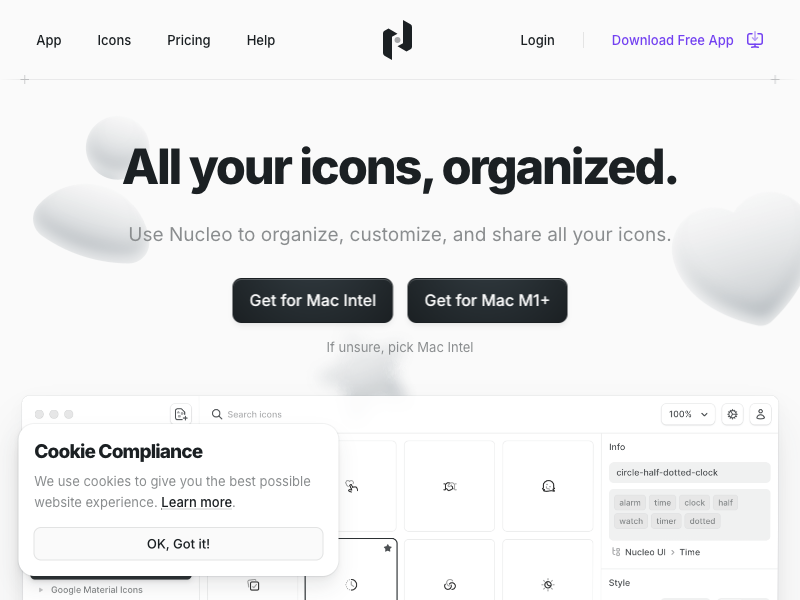 App Icons Pricing Help Login Download Free App
All your icons, organized.
Use Nucleo to organize, customize, and share all your icons.
Get for Mac Intel Get for Mac M1+
If unsure, pick Mac Intel
Search icons 100%
Cookie Compliance
We use cookies to give you the best possible
website experience. Learn more.
OK, Got it!
Google Material Icons
Info
circle-half-dotted-clock
alarm time clock half
watch timer dotted
Nucleo UI > Time
Style